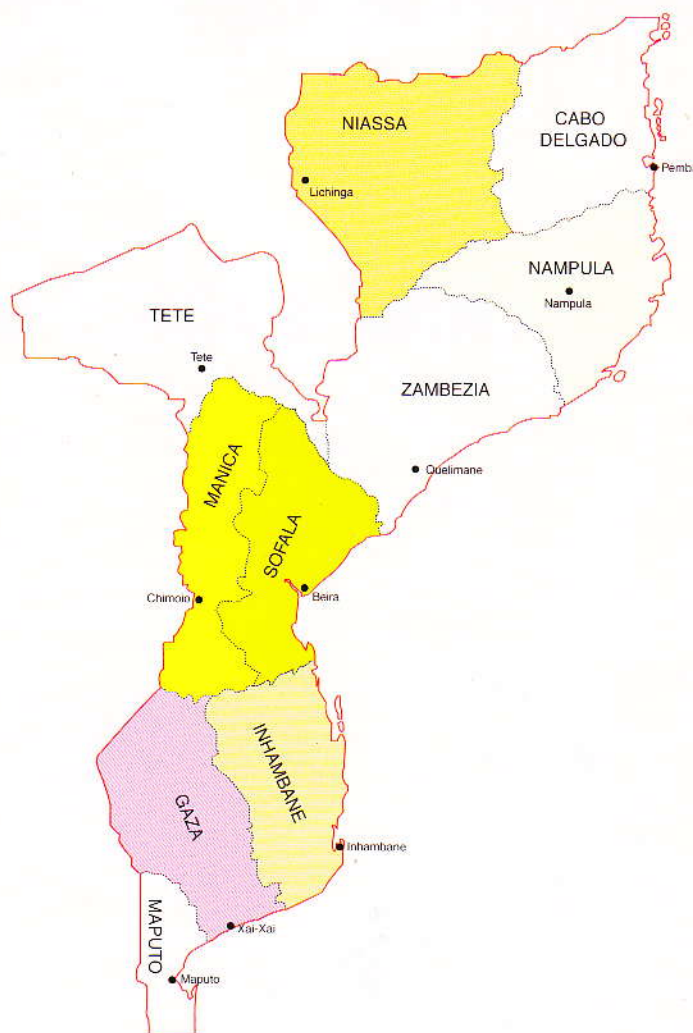 NIASSA
CABO
DELGADO
Lichinga
Pemba
NAMPULA
Nampula
TETE
Tete
ZAMBEZIA
Quelimane
MANICA
SOFALA
Chimoio
Beira
INHAMBANE
GAZA
Inhambane
MAPUTO
Xai-Xai
Maputo